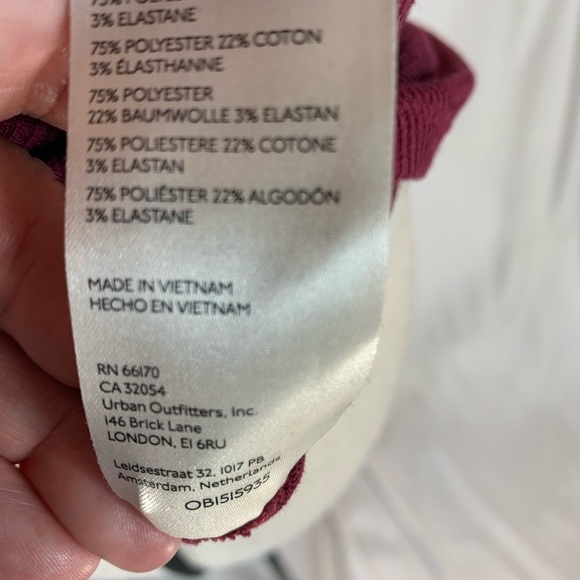 3% ELASTANE
75% POLYESTER 22% COTON
3% ÉLASTHANNE
75% POLYESTER
22% BAUMWOLLE 3% ELASTAN
75% POLIESTERE 22% COTONE
3% ELASTAN
75% POLIÉSTER 22% ALGODÓN
3% ELASTANE
MADE IN VIETNAM
HECHO EN VIETNAM
RN 66170
CA 32054
Urban Outfitters, Inc.
146 Brick Lane
LONDON, E1 6RU
Leidsestraat 32, 1017 PB
Amsterdam, Netherlands
OB1515935